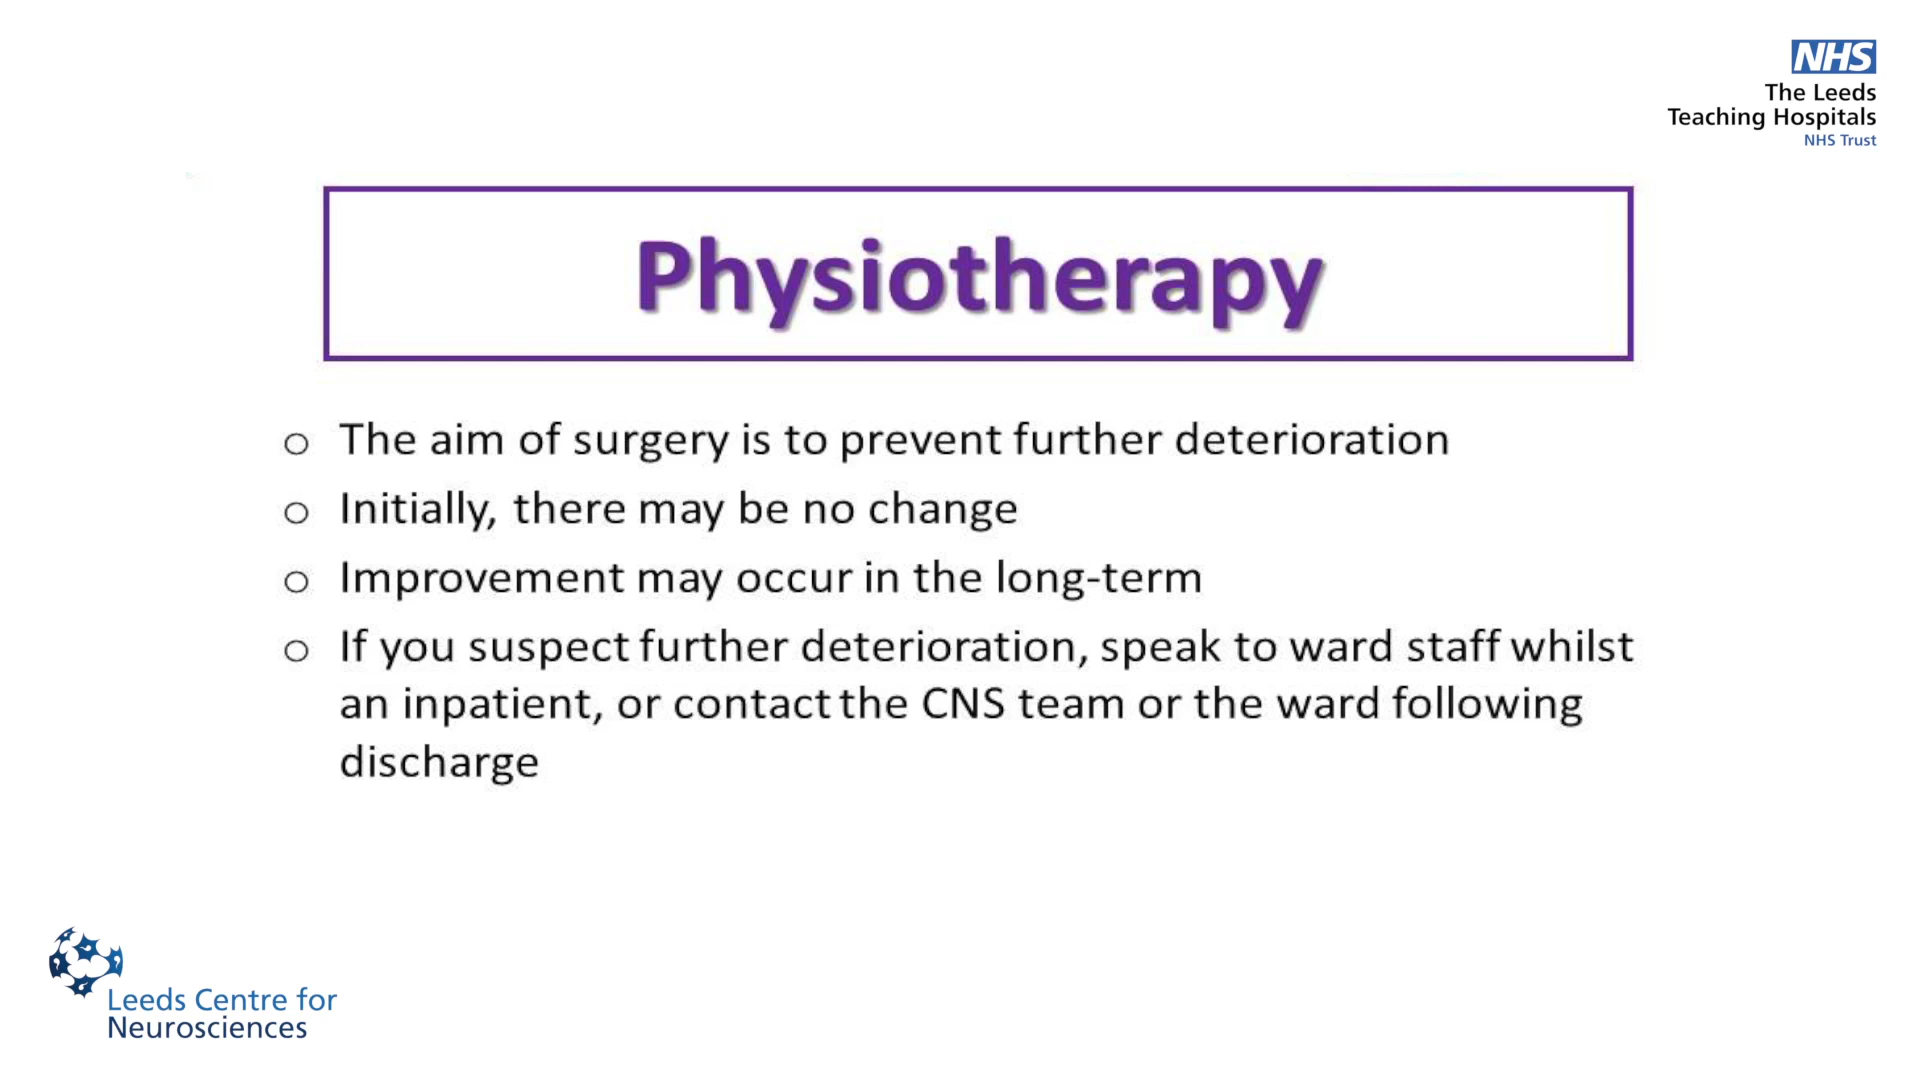 NHS
The Leeds
Teaching Hospitals
NHS Trust
Physiotherapy
o The aim of surgery is to prevent further deterioration
o Initially, there may be no change
o Improvement may occur in the long-term
o If you suspect further deterioration, speak to ward staff whilst
an inpatient, or contact the CNS team or the ward following
discharge
Leeds Centre for
Neurosciences